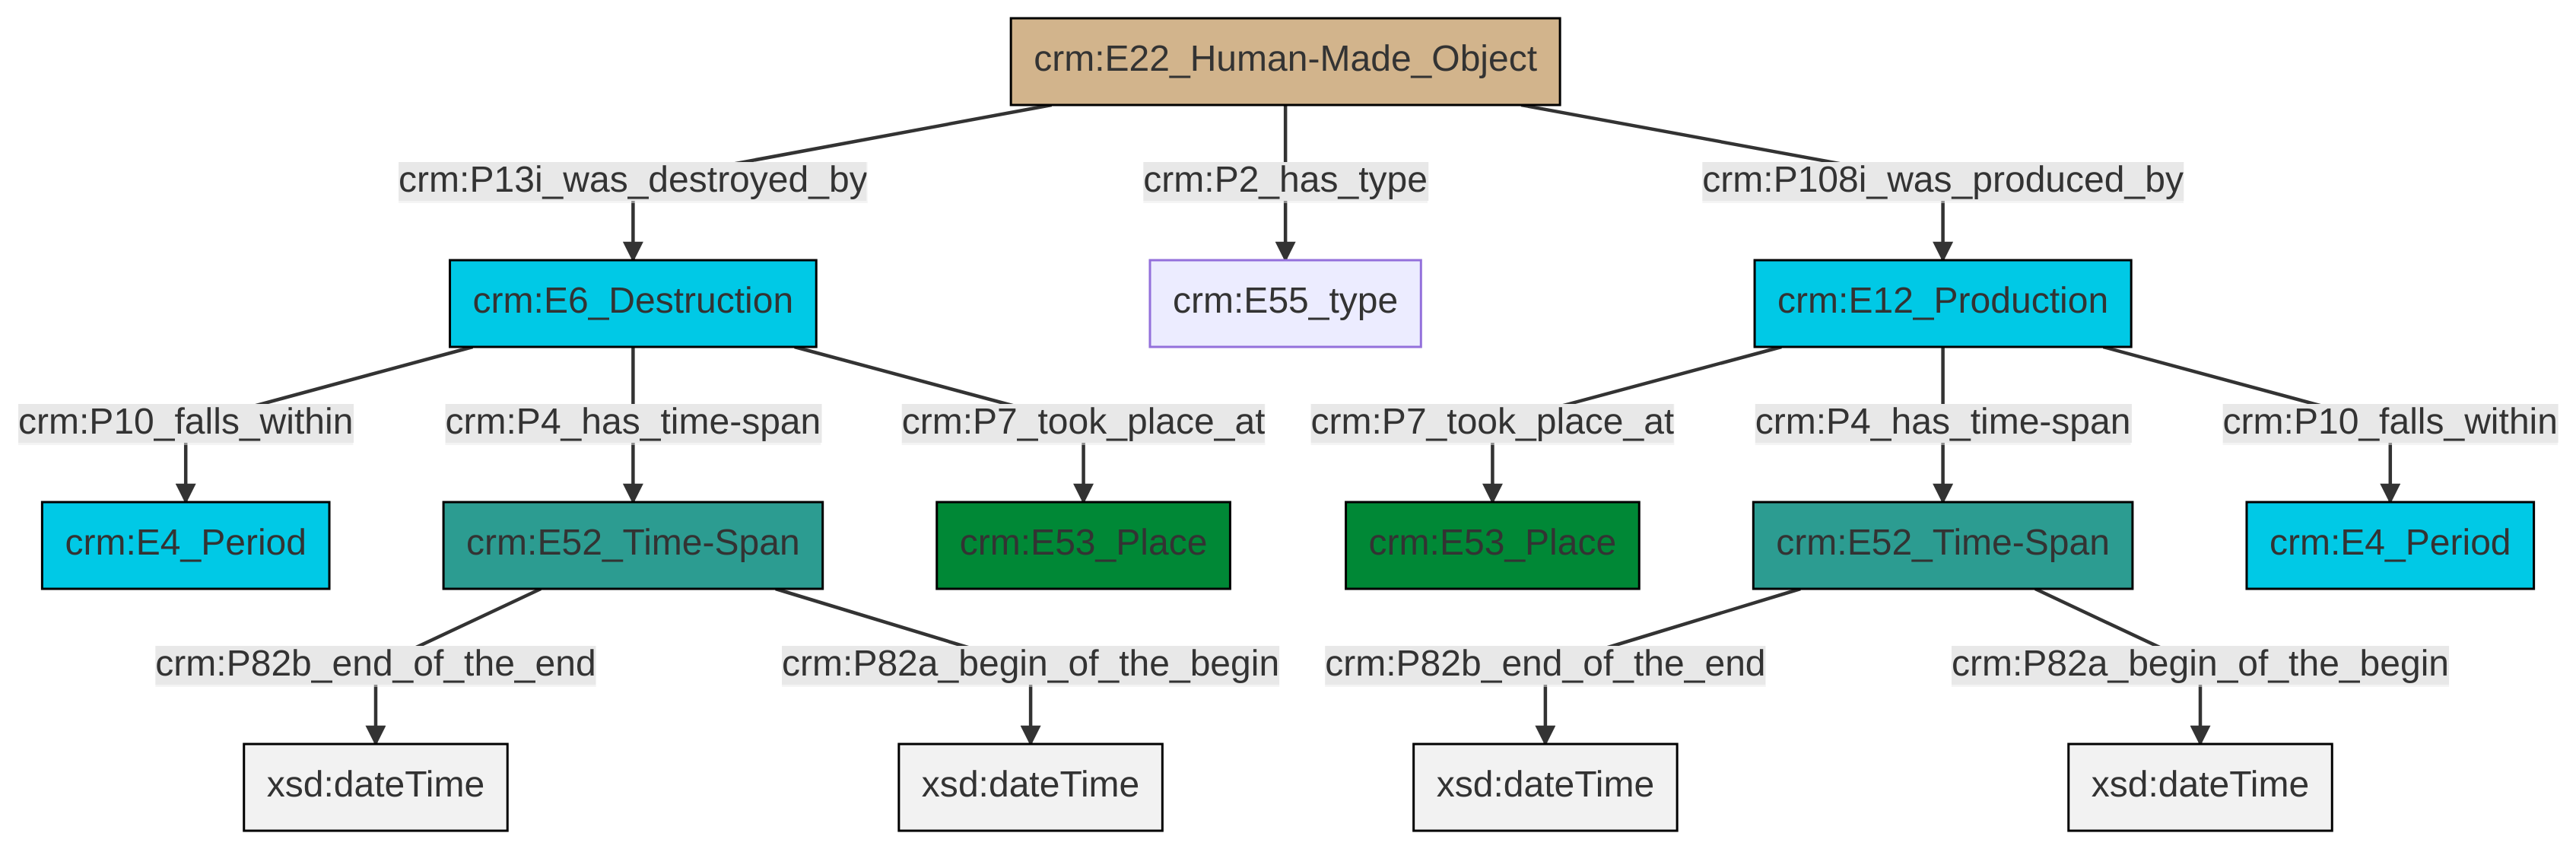 crm:E22_Human-Made_Object
crm:P13i_was_destroyed_by
crm:P2_has_type
crm:P108i_was_produced_by
crm:E6_Destruction
crm:E55_type
crm:E12_Production
crm:P10_falls_within
crm:P4_has_time-span
crm:P7_took_place_at
crm:P7_took_place_at
crm:P4_has_time-span
crm:P10_falls_within
crm:E4_Period
crm:E52_Time-Span
crm:E53_Place
crm:E53_Place
crm:E52_Time-Span
crm:E4_Period
crm:P82b_end_of_the_end
crm:P82a_begin_of_the_begin
crm:P82b_end_of_the_end
crm:P82a_begin_of_the_begin
xsd:dateTime
xsd:dateTime
xsd:dateTime
xsd:dateTime